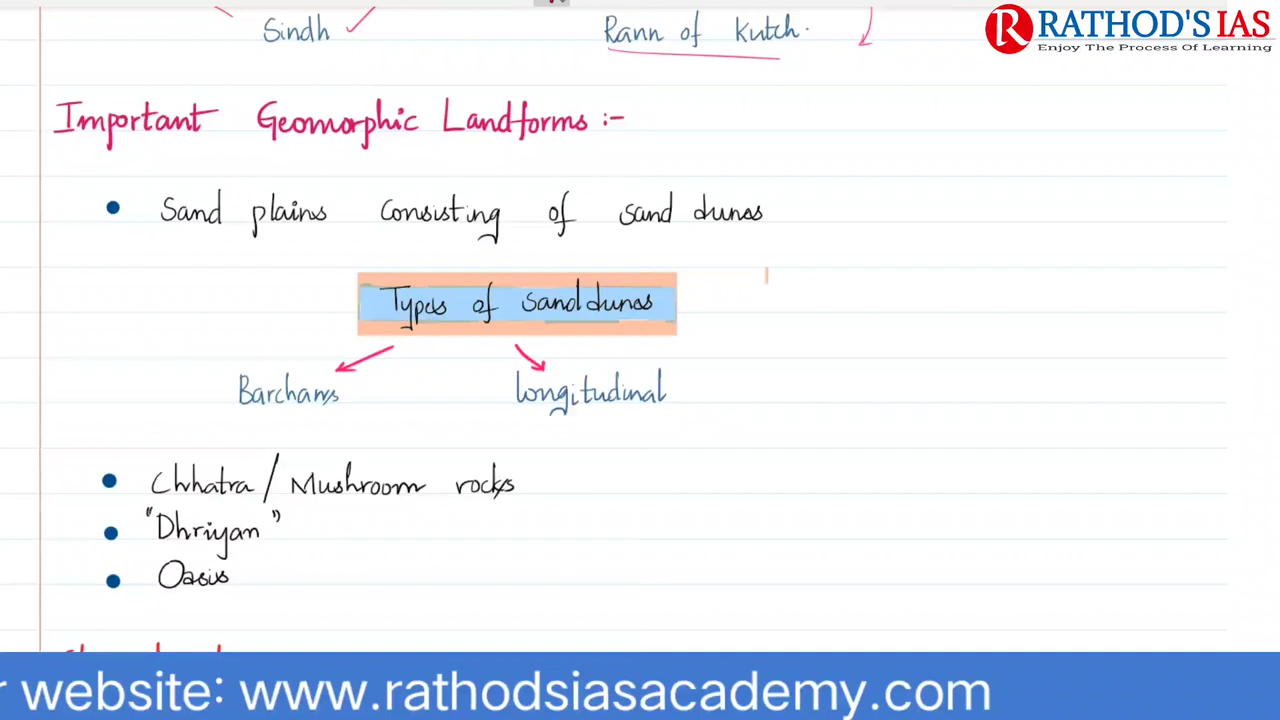 Sindh
Rann of Kutch.
RATHOD'S IAS
Enjoy The Process Of Learning
Important Geomorphic Landforms :-
Sand plains consisting of sand dunes
Types of sand dunes
Barchans
longitudinal
Chhatra / Mushroom rocks
"Dhriyan"
Oasis
website: www.rathodsiasacademy.com